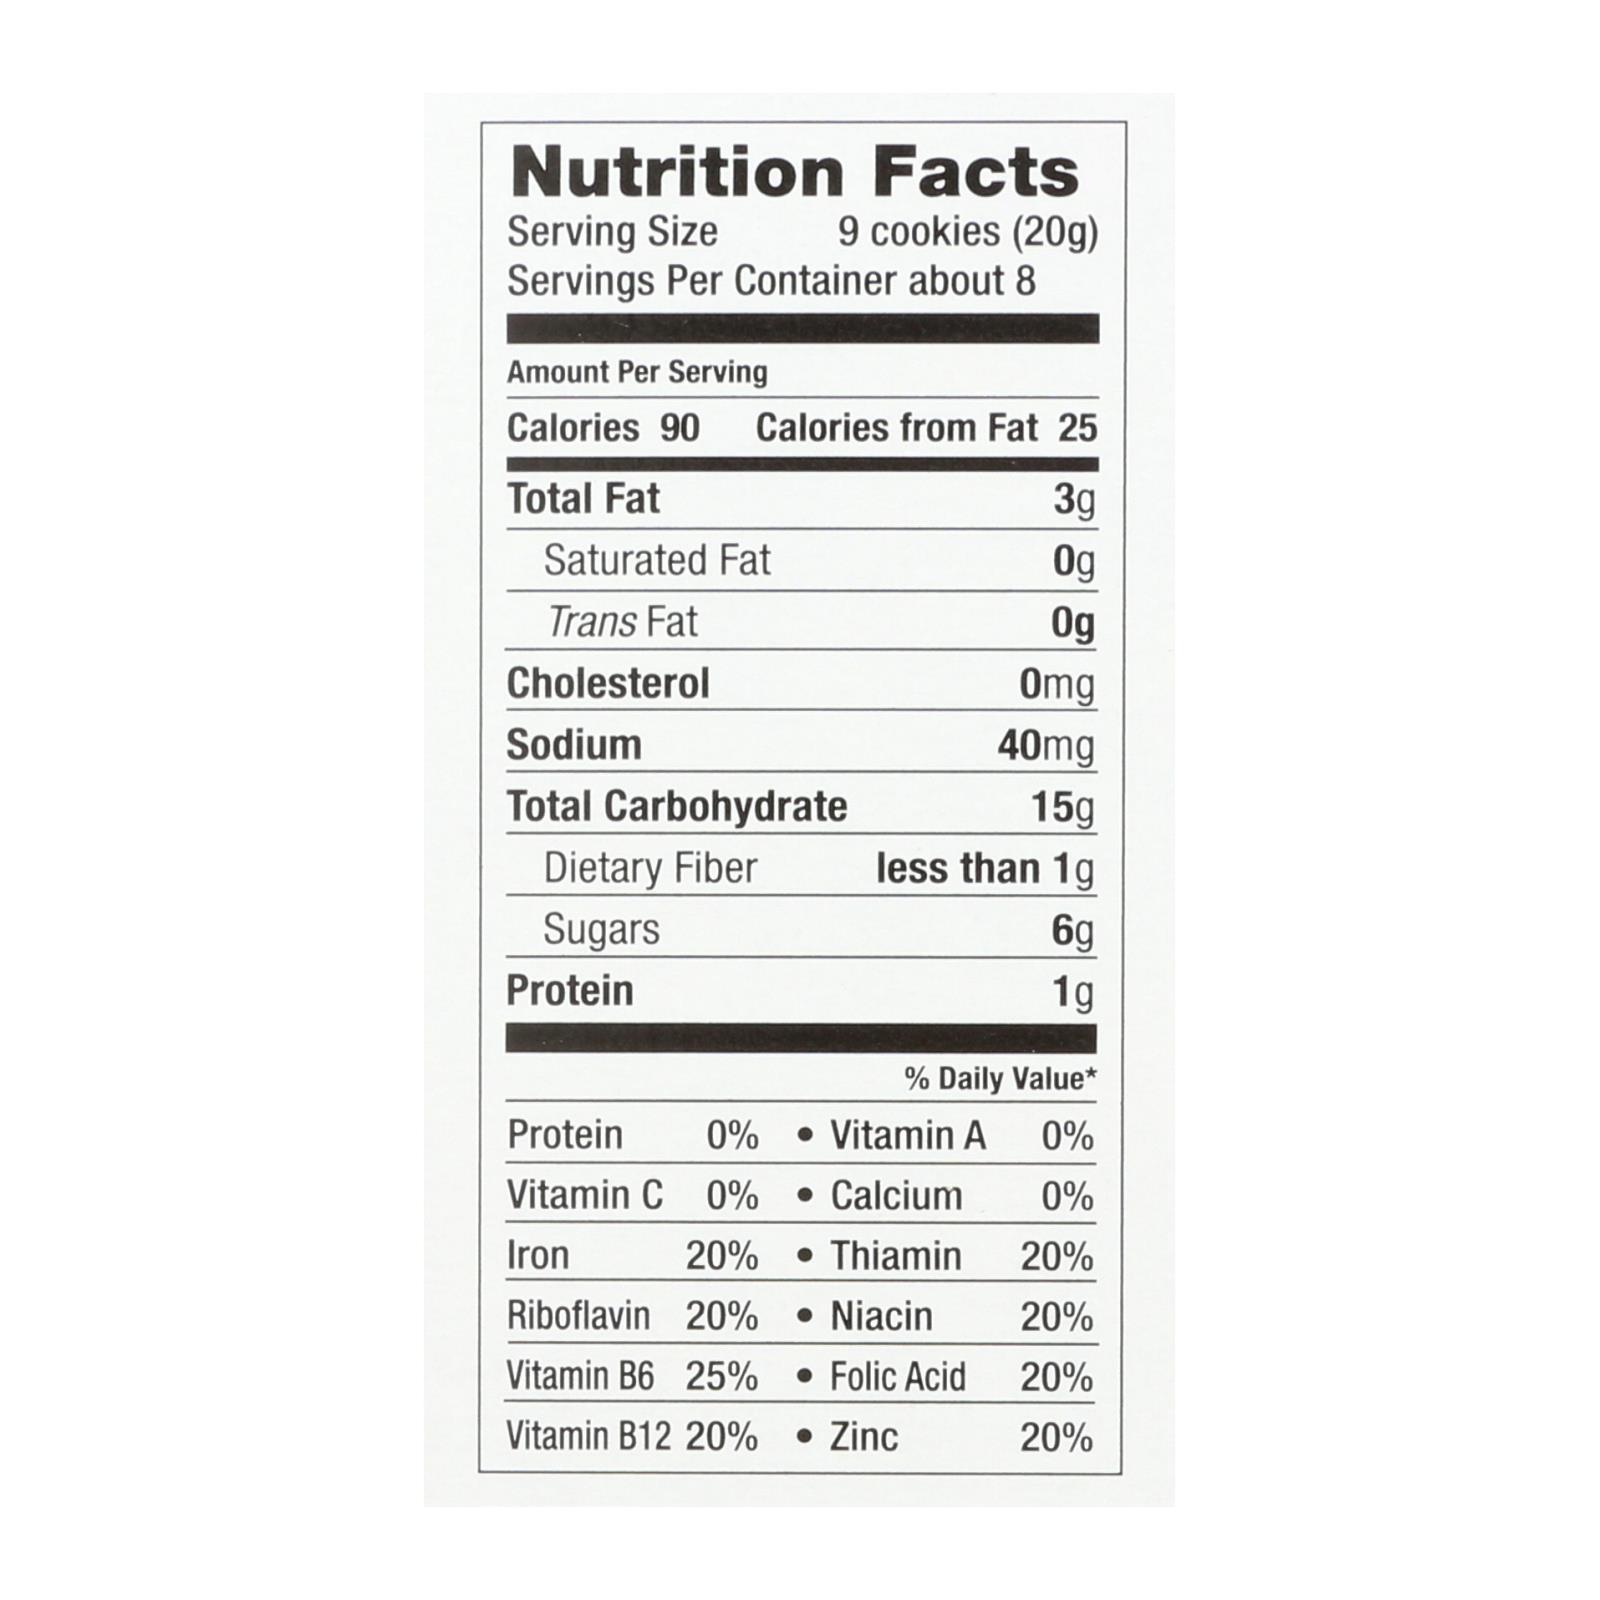 Nutrition Facts
Serving Size 9 cookies (20g)
Servings Per Container about 8
Amount Per Serving
Calories 90 Calories from Fat 25
Total Fat 3g
Saturated Fat 0g
Trans Fat 0g
Cholesterol 0mg
Sodium 40mg
Total Carbohydrate 15g
Dietary Fiber less than 1g
Sugars 6g
Protein 1g
% Daily Value*
Protein 0% • Vitamin A 0%
Vitamin C 0% • Calcium 0%
Iron 20% • Thiamin 20%
Riboflavin 20% • Niacin 20%
Vitamin B6 25% • Folic Acid 20%
Vitamin B12 20% • Zinc 20%